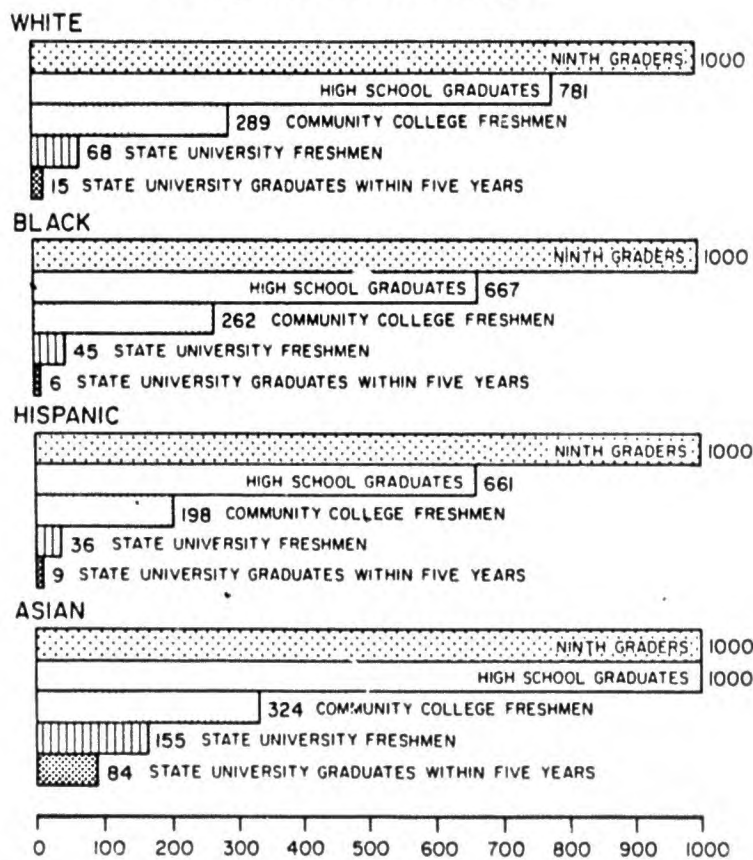 WHITE
NINTH GRADERS 1000
HIGH SCHOOL GRADUATES 781
289 COMMUNITY COLLEGE FRESHMEN
68 STATE UNIVERSITY FRESHMEN
15 STATE UNIVERSITY GRADUATES WITHIN FIVE YEARS
BLACK
NINTH GRADERS 1000
HIGH SCHOOL GRADUATES 667
262 COMMUNITY COLLEGE FRESHMEN
45 STATE UNIVERSITY FRESHMEN
6 STATE UNIVERSITY GRADUATES WITHIN FIVE YEARS
HISPANIC
NINTH GRADERS 1000
HIGH SCHOOL GRADUATES 661
198 COMMUNITY COLLEGE FRESHMEN
36 STATE UNIVERSITY FRESHMEN
9 STATE UNIVERSITY GRADUATES WITHIN FIVE YEARS
ASIAN
NINTH GRADERS 1000
HIGH SCHOOL GRADUATES 1000
324 COMMUNITY COLLEGE FRESHMEN
155 STATE UNIVERSITY FRESHMEN
84 STATE UNIVERSITY GRADUATES WITHIN FIVE YEARS
0 100 200 300 400 500 600 700 800 900 1000